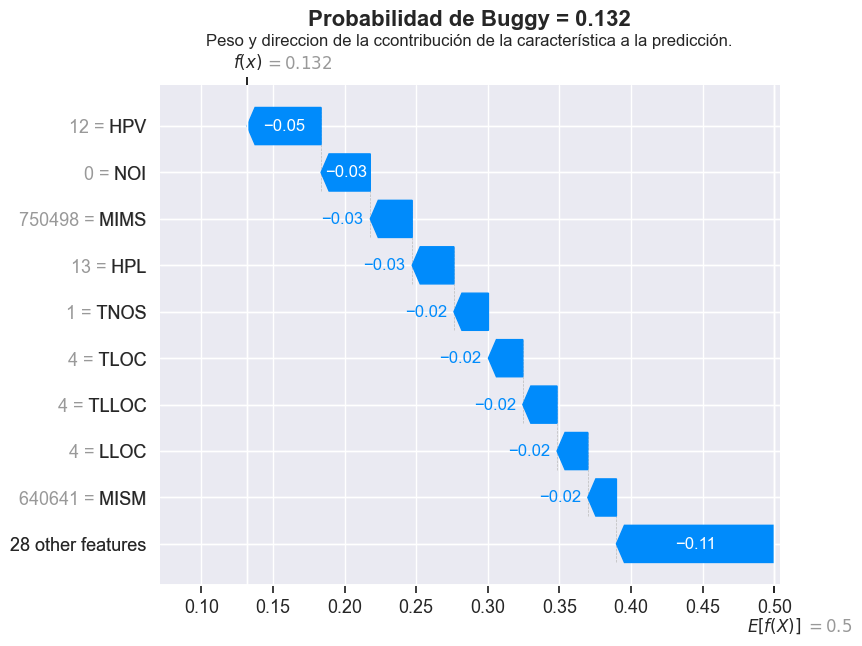 Probabilidad de Buggy = 0.132
Peso y direccion de la ccontribución de la característica a la predicción.
f(x) = 0.132
12 = HPV −0.05
0 = NOI −0.03
750498 = MIMS −0.03
13 = HPL −0.03
1 = TNOS −0.02
4 = TLOC −0.02
4 = TLLOC −0.02
4 = LLOC −0.02
640641 = MISM −0.02
28 other features −0.11
0.10 0.15 0.20 0.25 0.30 0.35 0.40 0.45 0.50
E[f(X)] = 0.5